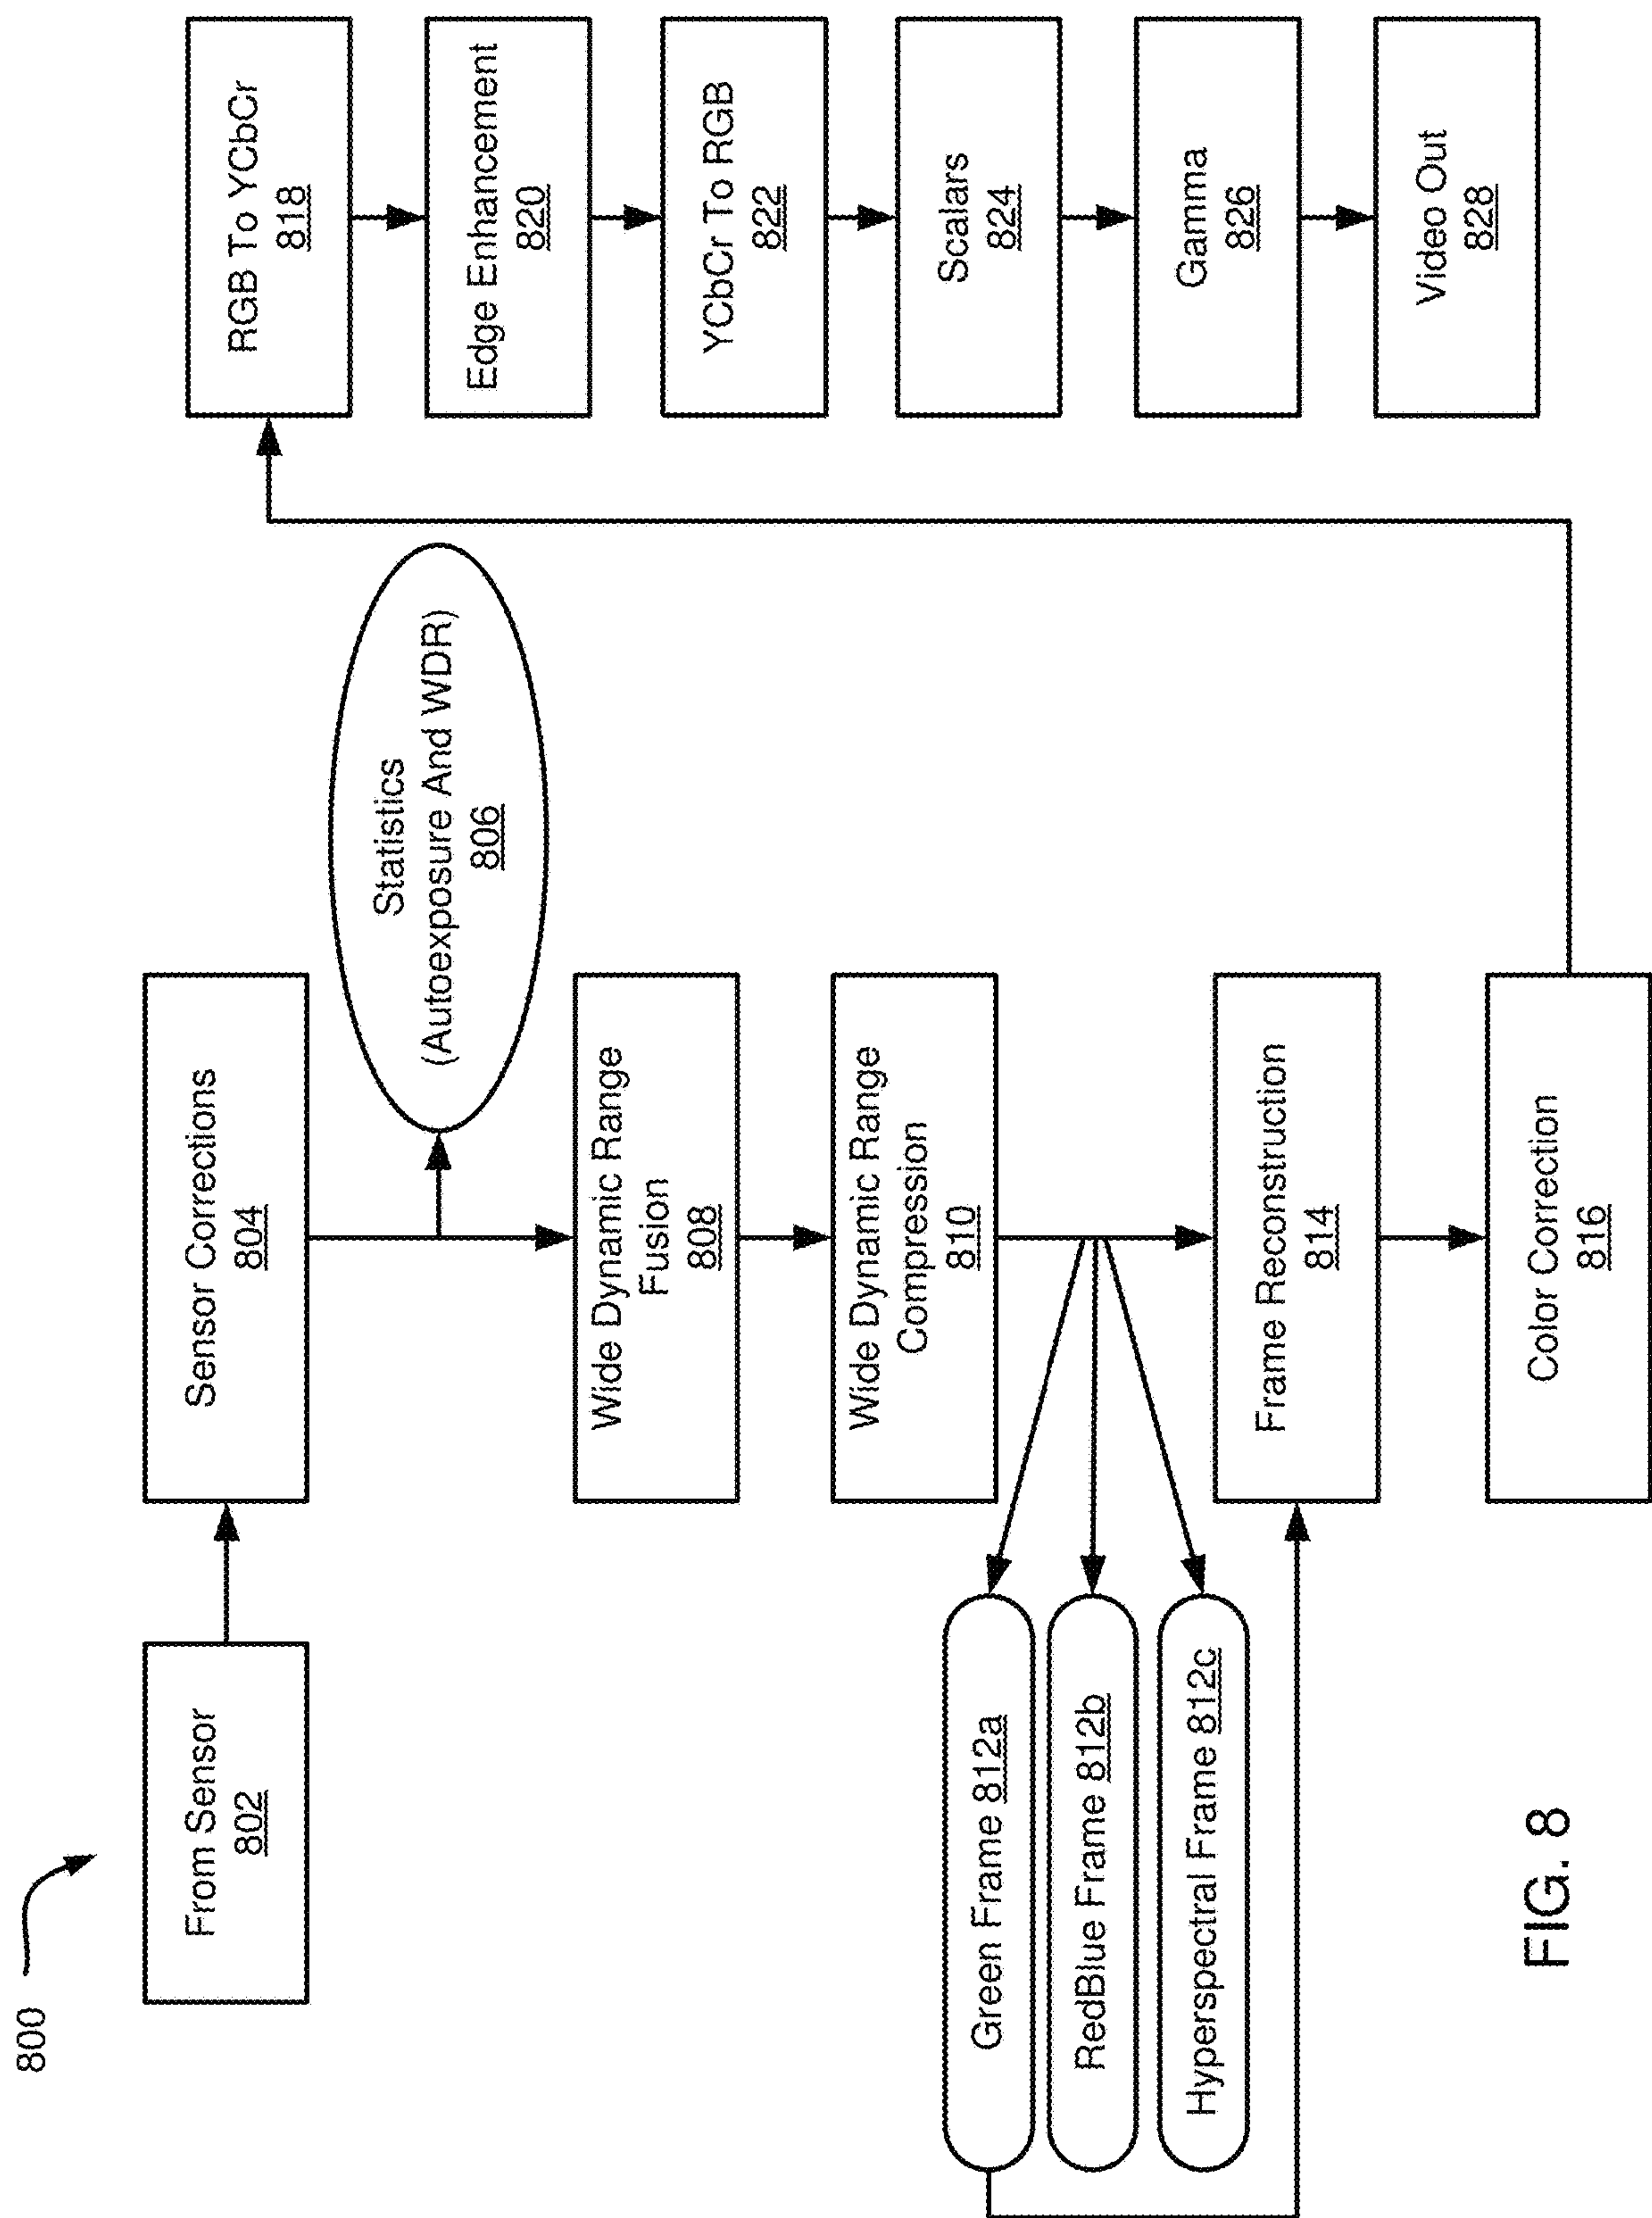 800
From Sensor
802
Sensor Corrections
804
Statistics
(Autoexposure And WDR)
806
Wide Dynamic Range
Fusion
808
Wide Dynamic Range
Compression
810
Green Frame 812a
RedBlue Frame 812b
Hyperspectral Frame 812c
Frame Reconstruction
814
Color Correction
816
RGB To YCbCr
818
Edge Enhancement
820
YCbCr To RGB
822
Scalars
824
Gamma
826
Video Out
828
FIG. 8